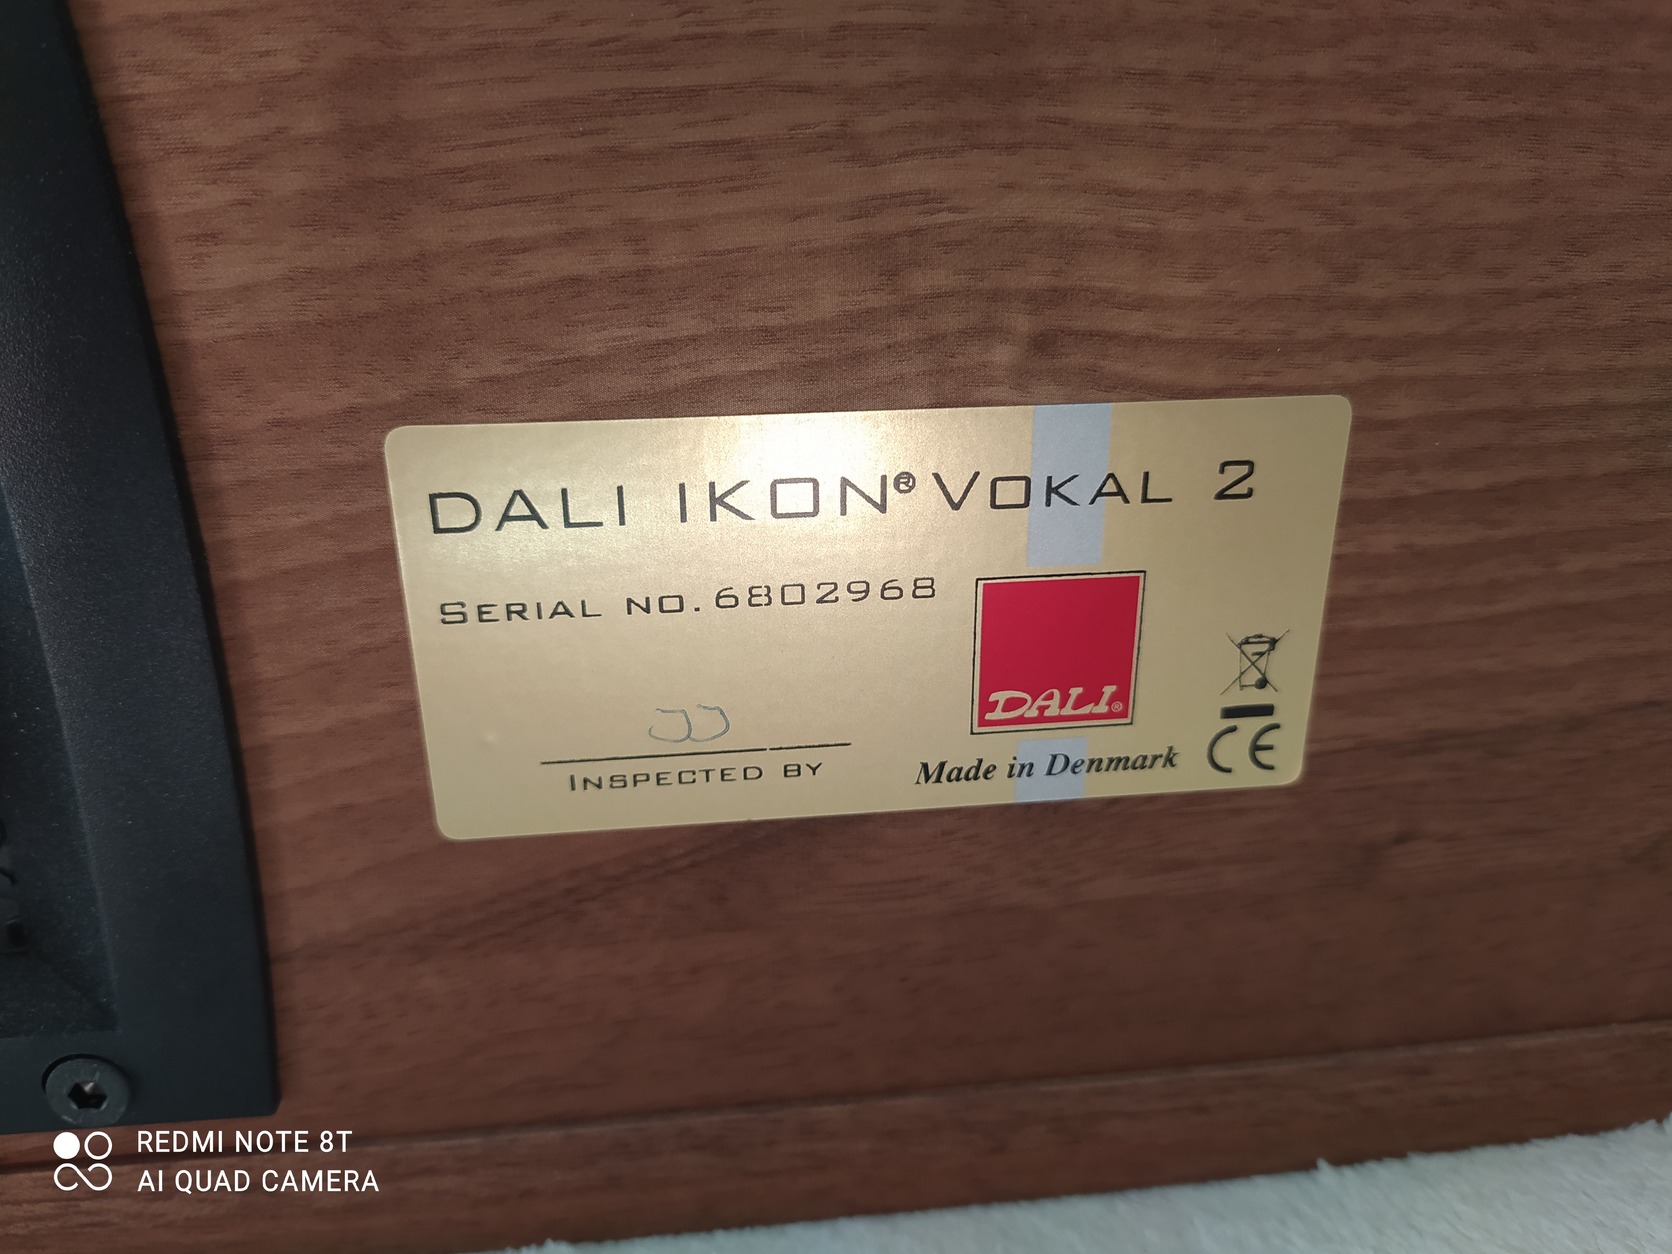 DALI IKON® VOKAL 2
SERIAL NO. 6802968
JJ
INSPECTED BY
DALI®
Made in Denmark
CE
REDMI NOTE 8T
AI QUAD CAMERA